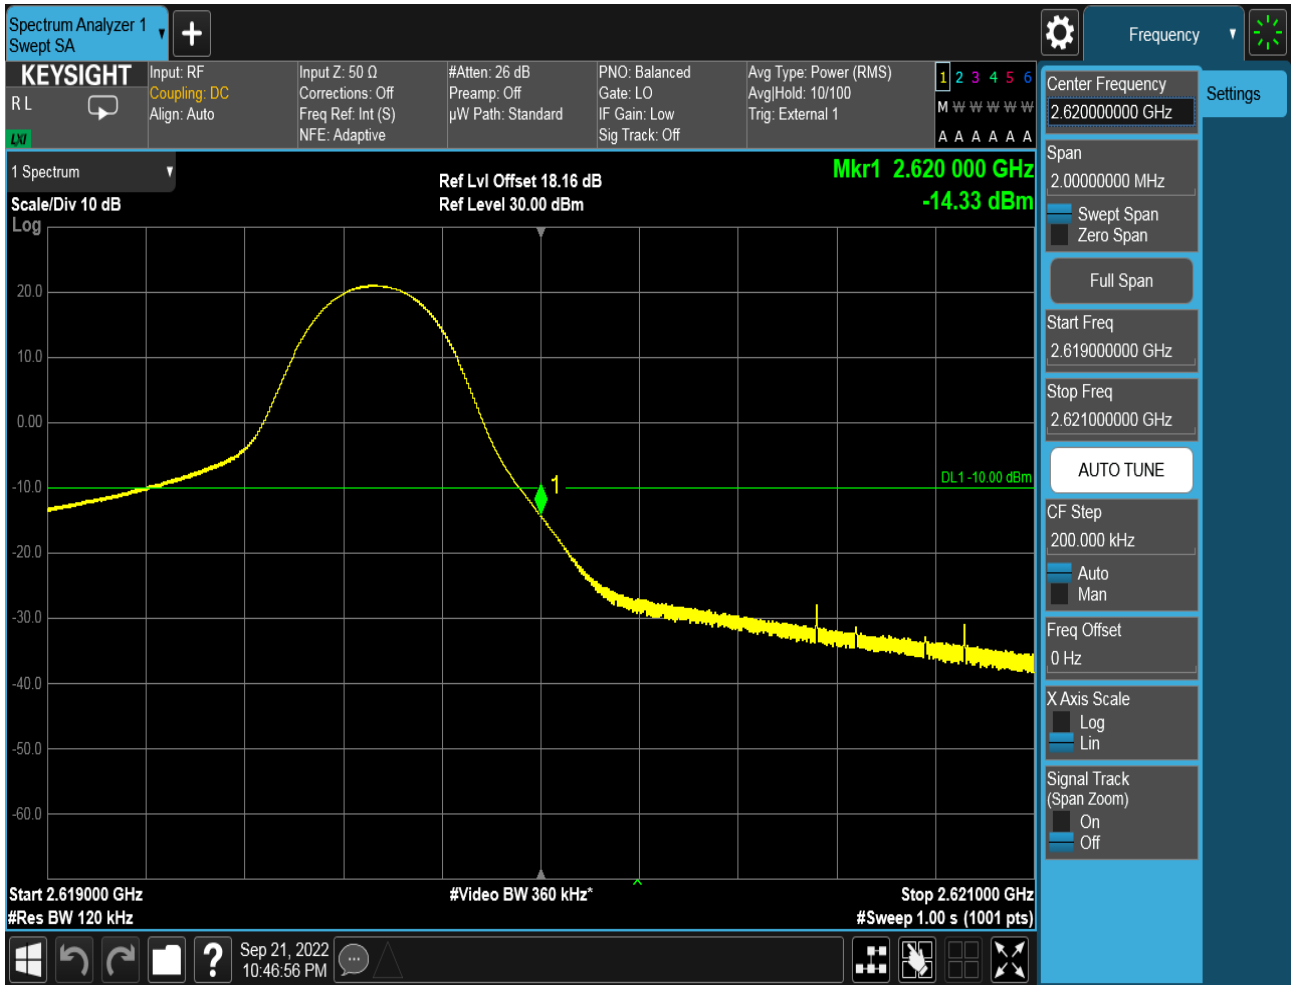 Spectrum Analyzer 1
Swept SA
+
Frequency
KEYSIGHT
R L
LXI
Input: RF
Coupling: DC
Align: Auto
Input Z: 50 Ω
Corrections: Off
Freq Ref: Int (S)
NFE: Adaptive
#Atten: 26 dB
Preamp: Off
µW Path: Standard
PNO: Balanced
Gate: LO
IF Gain: Low
Sig Track: Off
Avg Type: Power (RMS)
Avg|Hold: 10/100
Trig: External 1
1 2 3 4 5 6
M W W W W W
A A A A A A
1 Spectrum
Scale/Div 10 dB
Log
Ref Lvl Offset 18.16 dB
Ref Level 30.00 dBm
Mkr1 2.620 000 GHz
-14.33 dBm
20.0
10.0
0.00
-10.0
-20.0
-30.0
-40.0
-50.0
-60.0
1
DL1 -10.00 dBm
Start 2.619000 GHz
#Res BW 120 kHz
#Video BW 360 kHz*
Stop 2.621000 GHz
#Sweep 1.00 s (1001 pts)
Center Frequency
2.620000000 GHz
Settings
Span
2.00000000 MHz
Swept Span
Zero Span
Full Span
Start Freq
2.619000000 GHz
Stop Freq
2.621000000 GHz
AUTO TUNE
CF Step
200.000 kHz
Auto
Man
Freq Offset
0 Hz
X Axis Scale
Log
Lin
Signal Track
(Span Zoom)
On
Off
?
Sep 21, 2022
10:46:56 PM